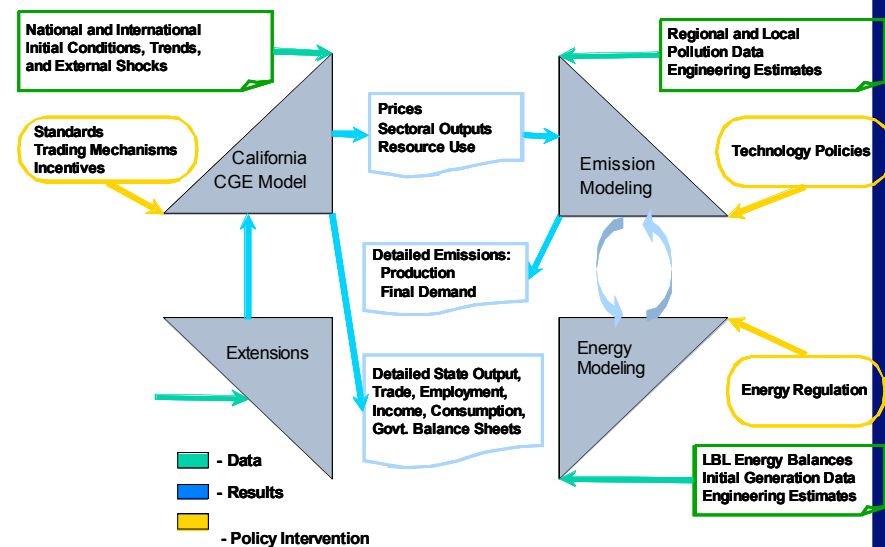 National and International
Initial Conditions, Trends,
and External Shocks
Regional and Local
Pollution Data
Engineering Estimates
Prices
Sectoral Outputs
Resource Use
Standards
Trading Mechanisms
Incentives
California
CGE Model
Emission
Modeling
Technology Policies
Detailed Emissions:
Production
Final Demand
Extensions
Energy
Modeling
Detailed State Output,
Trade, Employment,
Income, Consumption,
Govt. Balance Sheets
Energy Regulation
- Data
- Results
- Policy Intervention
LBL Energy Balances
Initial Generation Data
Engineering Estimates